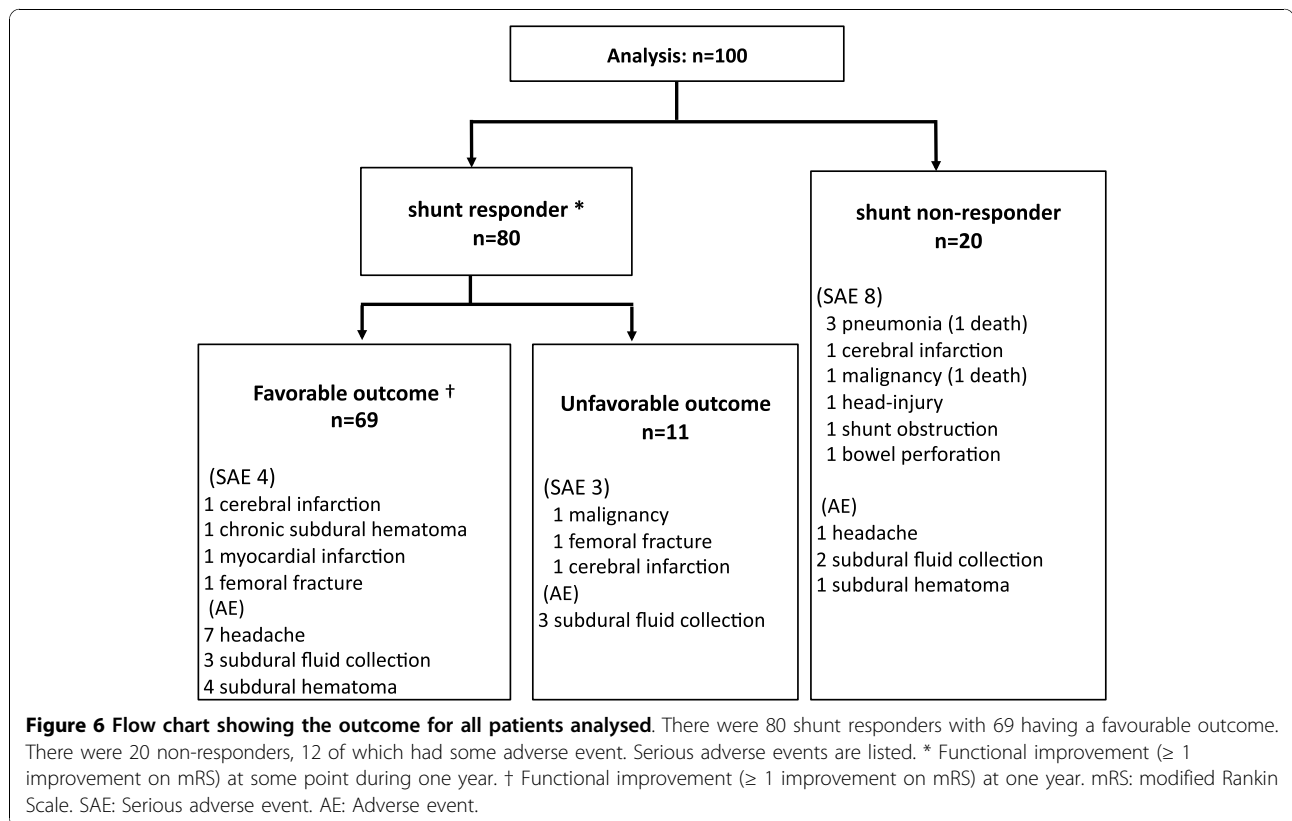 Analysis: n=100
shunt responder *
n=80
shunt non-responder
n=20
(SAE 8)
3 pneumonia (1 death)
1 cerebral infarction
1 malignancy (1 death)
1 head-injury
1 shunt obstruction
1 bowel perforation
(AE)
1 headache
2 subdural fluid collection
1 subdural hematoma
Favorable outcome †
n=69
(SAE 4)
1 cerebral infarction
1 chronic subdural hematoma
1 myocardial infarction
1 femoral fracture
(AE)
7 headache
3 subdural fluid collection
4 subdural hematoma
Unfavorable outcome
n=11
(SAE 3)
1 malignancy
1 femoral fracture
1 cerebral infarction
(AE)
3 subdural fluid collection
Figure 6 Flow chart showing the outcome for all patients analysed. There were 80 shunt responders with 69 having a favourable outcome.
There were 20 non-responders, 12 of which had some adverse event. Serious adverse events are listed. * Functional improvement (≥ 1
improvement on mRS) at some point during one year. † Functional improvement (≥ 1 improvement on mRS) at one year. mRS: modified Rankin
Scale. SAE: Serious adverse event. AE: Adverse event.